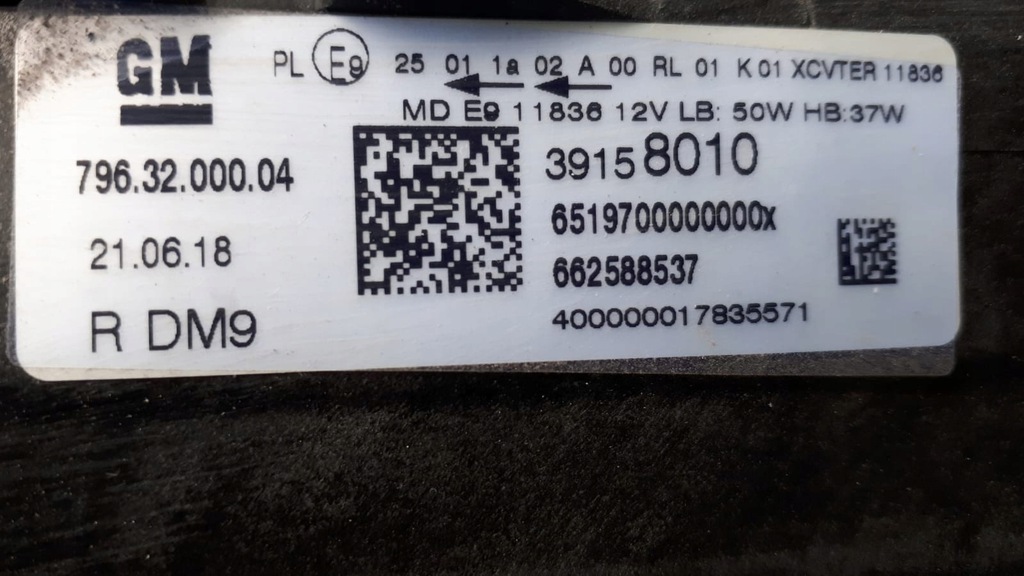 GM
PL E9 25 01 1a 02 A 00 RL 01 K 01 XCVTER 11836
MD E9 11836 12V LB: 50W HB:37W
796.32.000.04
39158010
6519700000000x
21.06.18
662588537
R DM9
400000017835571